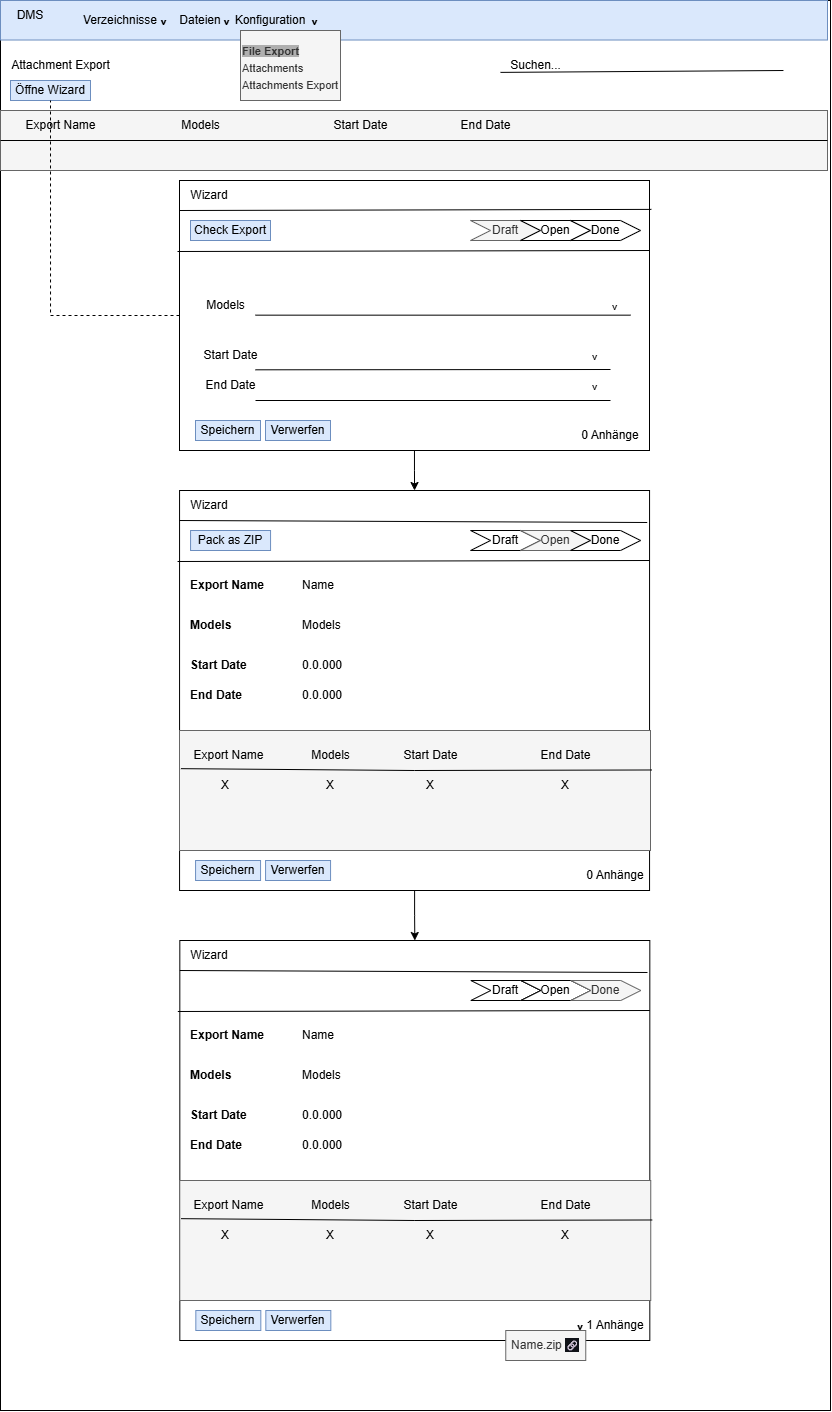 DMS Verzeichnisse v Dateien v Konfiguration v
File Export
Attachments
Attachments Export
Attachment Export Suchen...
Öffne Wizard
Export Name Models Start Date End Date
Wizard
Check Export Draft Open Done
Models v
Start Date v
End Date v
Speichern Verwerfen 0 Anhänge
Wizard
Pack as ZIP Draft Open Done
Export Name Name
Models Models
Start Date 0.0.000
End Date 0.0.000
Export Name Models Start Date End Date
X X X X
Speichern Verwerfen 0 Anhänge
Wizard
Draft Open Done
Export Name Name
Models Models
Start Date 0.0.000
End Date 0.0.000
Export Name Models Start Date End Date
X X X X
Speichern Verwerfen v 1 Anhänge
Name.zip